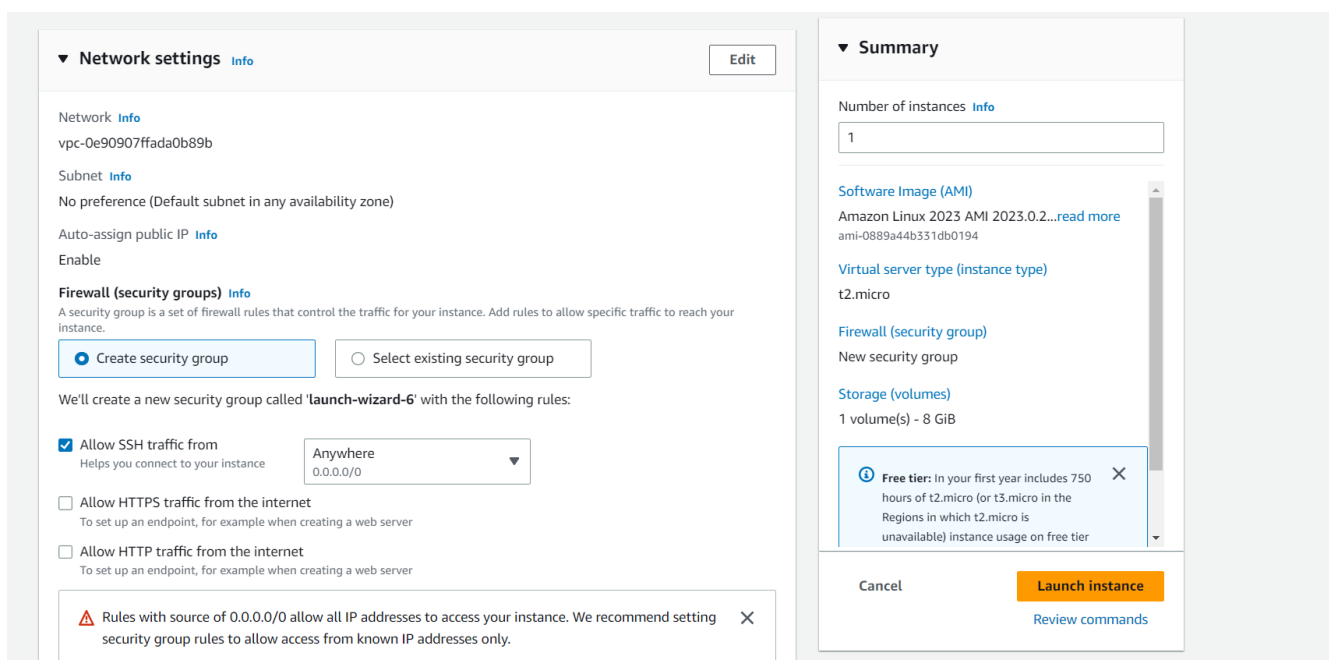 Network settings Info
Edit
Network Info
vpc-0e90907ffada0b89b
Subnet Info
No preference (Default subnet in any availability zone)
Auto-assign public IP Info
Enable
Firewall (security groups) Info
A security group is a set of firewall rules that control the traffic for your instance. Add rules to allow specific traffic to reach your
instance.
Create security group
Select existing security group
We'll create a new security group called 'launch-wizard-6' with the following rules:
Allow SSH traffic from
Helps you connect to your instance
Anywhere
0.0.0.0/0
Allow HTTPS traffic from the internet
To set up an endpoint, for example when creating a web server
Allow HTTP traffic from the internet
To set up an endpoint, for example when creating a web server
Rules with source of 0.0.0.0/0 allow all IP addresses to access your instance. We recommend setting
security group rules to allow access from known IP addresses only.
Summary
Number of instances Info
1
Software Image (AMI)
Amazon Linux 2023 AMI 2023.0.2...read more
ami-0889a44b331db0194
Virtual server type (instance type)
t2.micro
Firewall (security group)
New security group
Storage (volumes)
1 volume(s) - 8 GiB
Free tier: In your first year includes 750
hours of t2.micro (or t3.micro in the
Regions in which t2.micro is
unavailable) instance usage on free tier
Cancel
Launch instance
Review commands